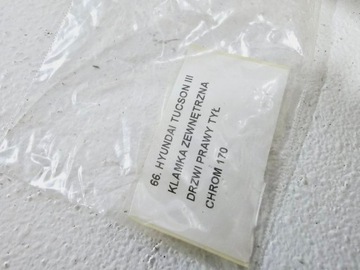 66. HYUNDAI TUCSON III
KLAMKA ZEWNĘTRZNA
DRZWI PRAWY TYŁ
CHROM 170